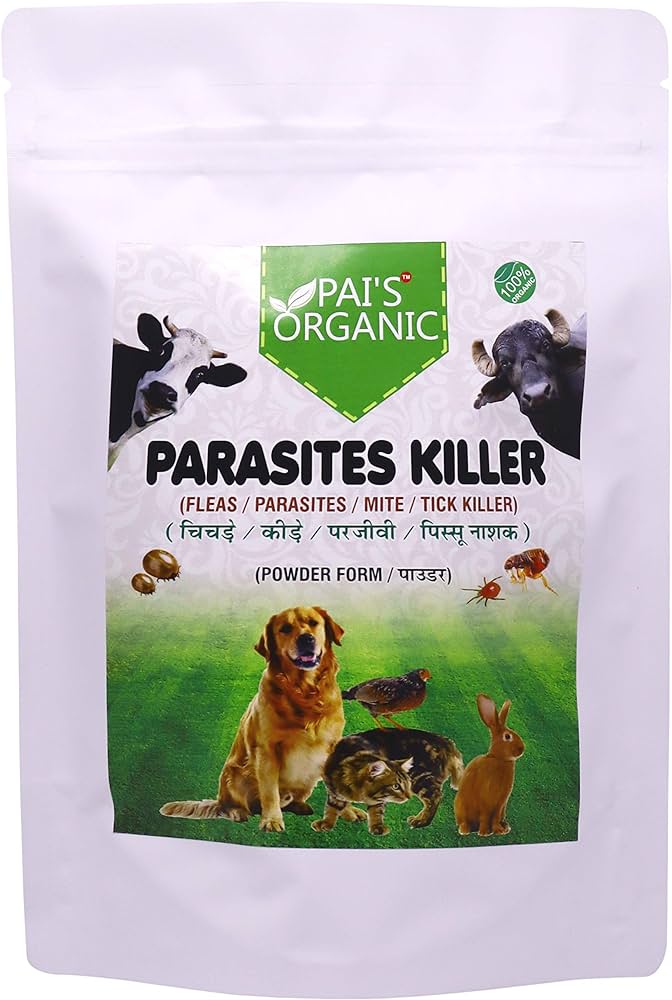 PAI'S™
ORGANIC
100%
ORGANIC
PARASITES KILLER
(FLEAS / PARASITES / MITE / TICK KILLER)
( चिचड़े / कीड़े / परजीवी / पिस्सू नाशक )
(POWDER FORM / पाउडर)